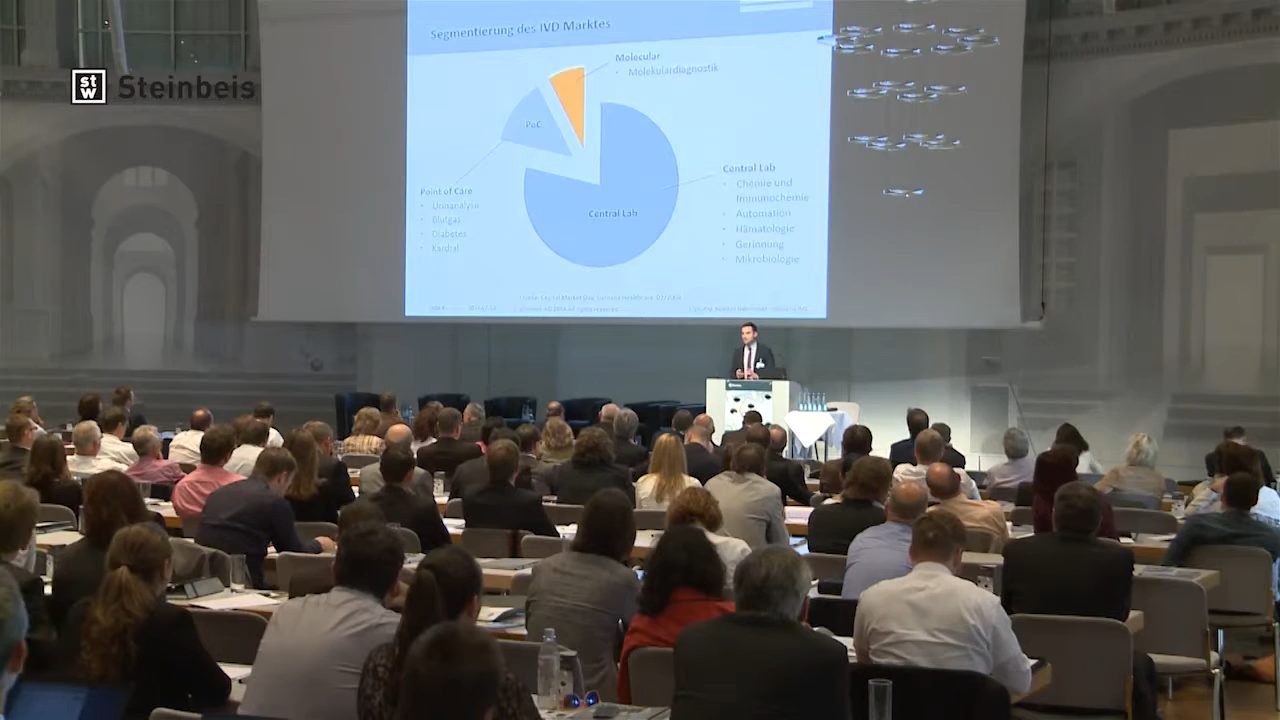 Segmentierung des IVD Marktes
stw Steinbeis
Molecular
• Molekulardiagnostik
PoC
Point of Care
• Urinanalyse
• Blutgas
• Diabetes
• Kardial
Central Lab
Central Lab
• Chemie und
Immunochemie
• Automation
• Hämatologie
• Gerinnung
• Mikrobiologie